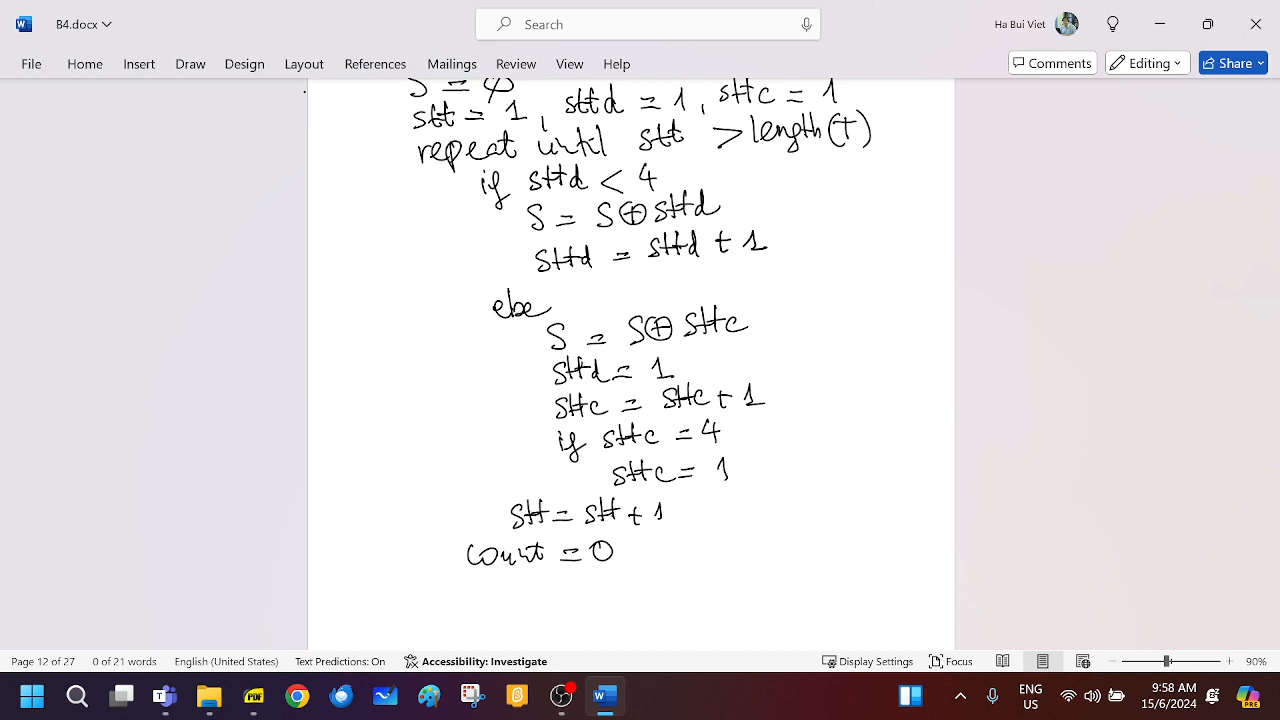 B4.docx
Search
Ha Bui Viet
File Home Insert Draw Design Layout References Mailings Review View Help
Comments Editing Share
S = ∅
stt = 1, sttd = 1, sttc = 1
repeat until stt > length(T)
if sttd < 4
S = S ⊕ sttd
sttd = sttd + 1
else
S = S ⊕ sttc
sttd = 1
sttc = sttc + 1
if sttc = 4
sttc = 1
stt = stt + 1
count = 0
Page 12 of 27 0 of 21 words English (United States) Text Predictions: On Accessibility: Investigate Display Settings Focus 90%
ENG
US
9:58 AM
15/6/2024